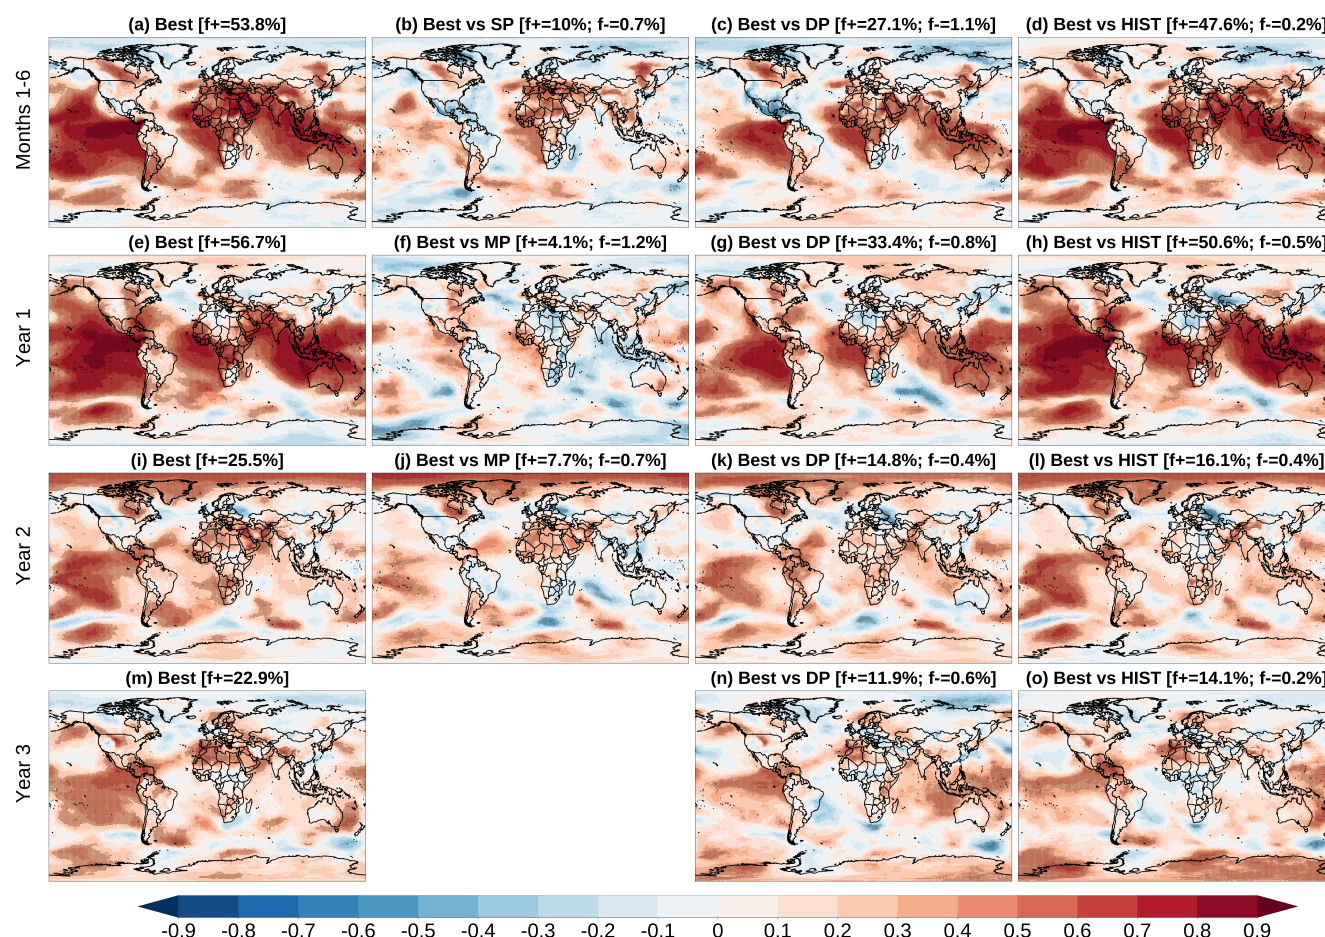 (a) Best [f+=53.8%]
(b) Best vs SP [f+=10%; f-=0.7%]
(c) Best vs DP [f+=27.1%; f-=1.1%]
(d) Best vs HIST [f+=47.6%; f-=0.2%]
Months 1-6
(e) Best [f+=56.7%]
(f) Best vs MP [f+=4.1%; f-=1.2%]
(g) Best vs DP [f+=33.4%; f-=0.8%]
(h) Best vs HIST [f+=50.6%; f-=0.5%]
Year 1
(i) Best [f+=25.5%]
(j) Best vs MP [f+=7.7%; f-=0.7%]
(k) Best vs DP [f+=14.8%; f-=0.4%]
(l) Best vs HIST [f+=16.1%; f-=0.4%]
Year 2
(m) Best [f+=22.9%]
(n) Best vs DP [f+=11.9%; f-=0.6%]
(o) Best vs HIST [f+=14.1%; f-=0.2%]
Year 3
-0.9 -0.8 -0.7 -0.6 -0.5 -0.4 -0.3 -0.2 -0.1 0 0.1 0.2 0.3 0.4 0.5 0.6 0.7 0.8 0.9